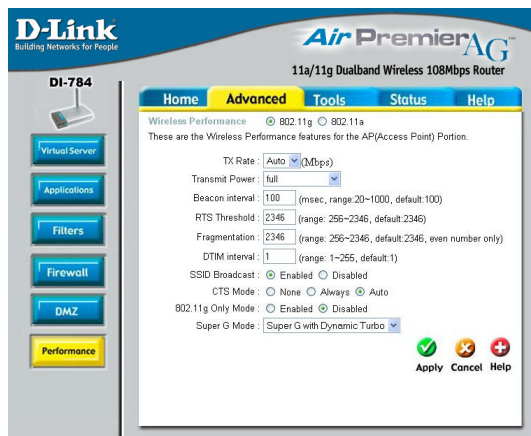 D-Link
Building Networks for People
Air PremierAG
11a/11g Dualband Wireless 108Mbps Router
DI-784
Home Advanced Tools Status Help
Virtual Server
Applications
Filters
Firewall
DMZ
Performance
Wireless Performance 802.11g 802.11a
These are the Wireless Performance features for the AP(Access Point) Portion.
TX Rate : Auto (Mbps)
Transmit Power : full
Beacon interval : 100 (msec, range:20~1000, default:100)
RTS Threshold : 2346 (range: 256~2346, default:2346)
Fragmentation : 2346 (range: 256~2346, default:2346, even number only)
DTIM interval : 1 (range: 1~255, default:1)
SSID Broadcast : Enabled Disabled
CTS Mode : None Always Auto
802.11g Only Mode : Enabled Disabled
Super G Mode : Super G with Dynamic Turbo
Apply Cancel Help